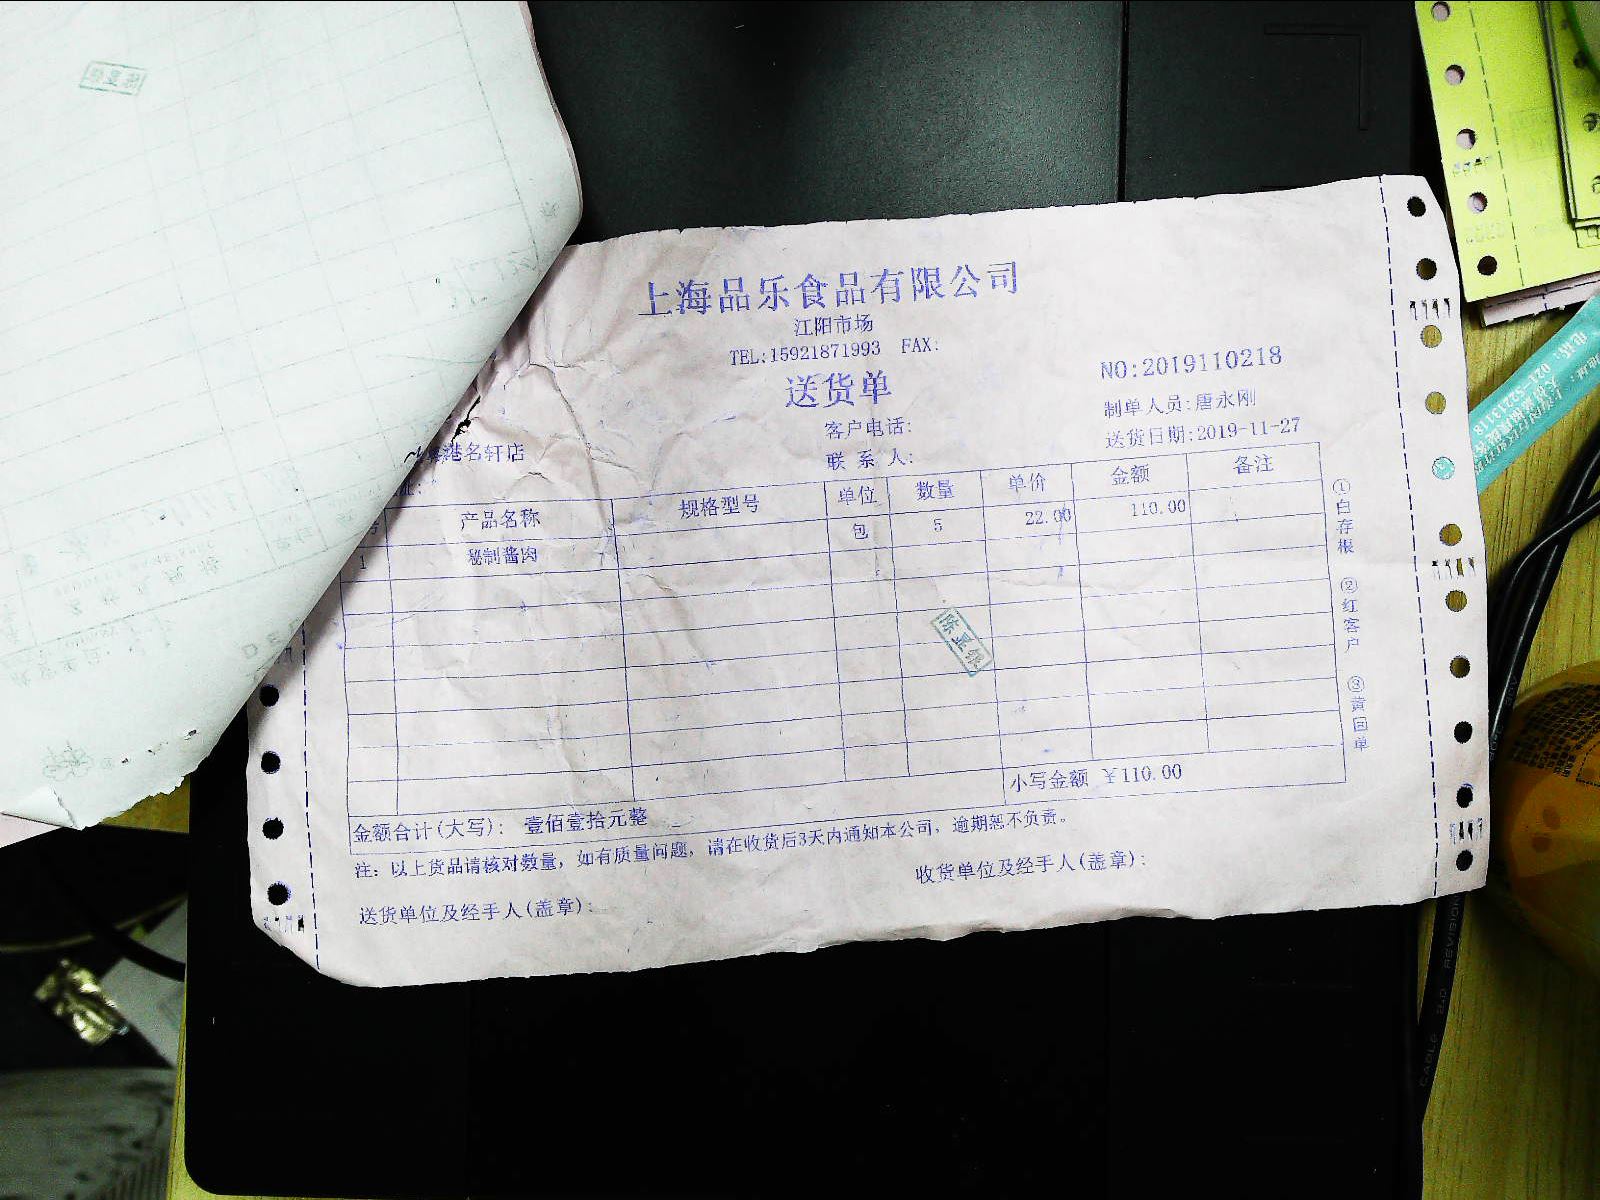 上海品乐食品有限公司
江阳市场
TEL:15921871993 FAX:
送货单
NO:2019110218
制单人员:唐永刚
送货日期:2019-11-27
客户电话:
联 系 人:
港名轩店
址:
产品名称 规格型号 单位 数量 单价 金额 备注
1 秘制酱肉 包 5 22.00 110.00
陈显银
小写金额 ¥110.00
金额合计(大写): 壹佰壹拾元整
注: 以上货品请核对数量, 如有质量问题, 请在收货后3天内通知本公司, 逾期恕不负责。
送货单位及经手人(盖章):
收货单位及经手人(盖章):
①白存根 ②红客户 ③黄回单